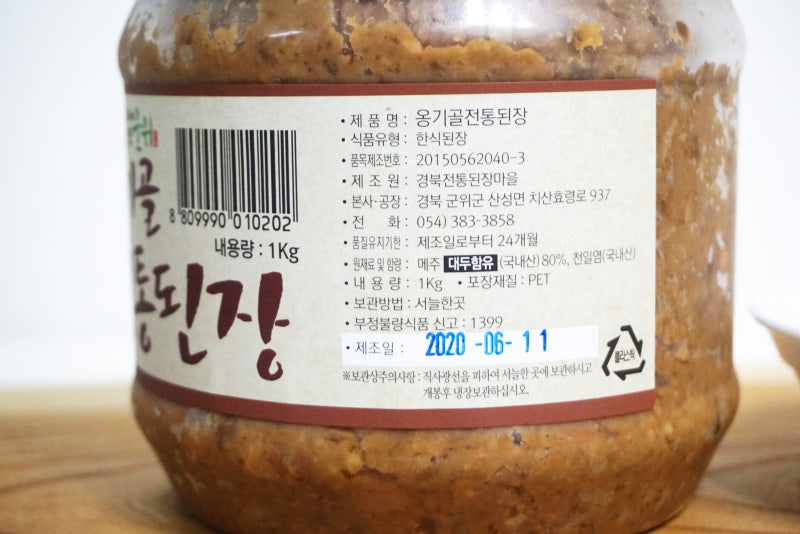 골
8 809990 010202
내용량 : 1Kg
통된장
• 제 품 명 : 옹기골전통된장
• 식품유형 : 한식된장
• 품목제조번호 : 20150562040-3
• 제 조 원 : 경북전통된장마을
• 본사·공장 : 경북 군위군 산성면 치산효령로 937
• 전 화 : 054) 383-3858
• 품질유지기한 : 제조일로부터 24개월
• 원재료 및 함량 : 메주 대두함유 (국내산) 80%, 천일염(국내산)
• 내 용 량 : 1Kg • 포장재질 : PET
• 보관방법 : 서늘한곳
• 부정불량식품 신고 : 1399
• 제조일 : 2020 -06- 11
※보관상주의사항 : 직사광선을 피하여 서늘한 곳에 보관하시고
개봉후 냉장보관하십시오.
플라스틱